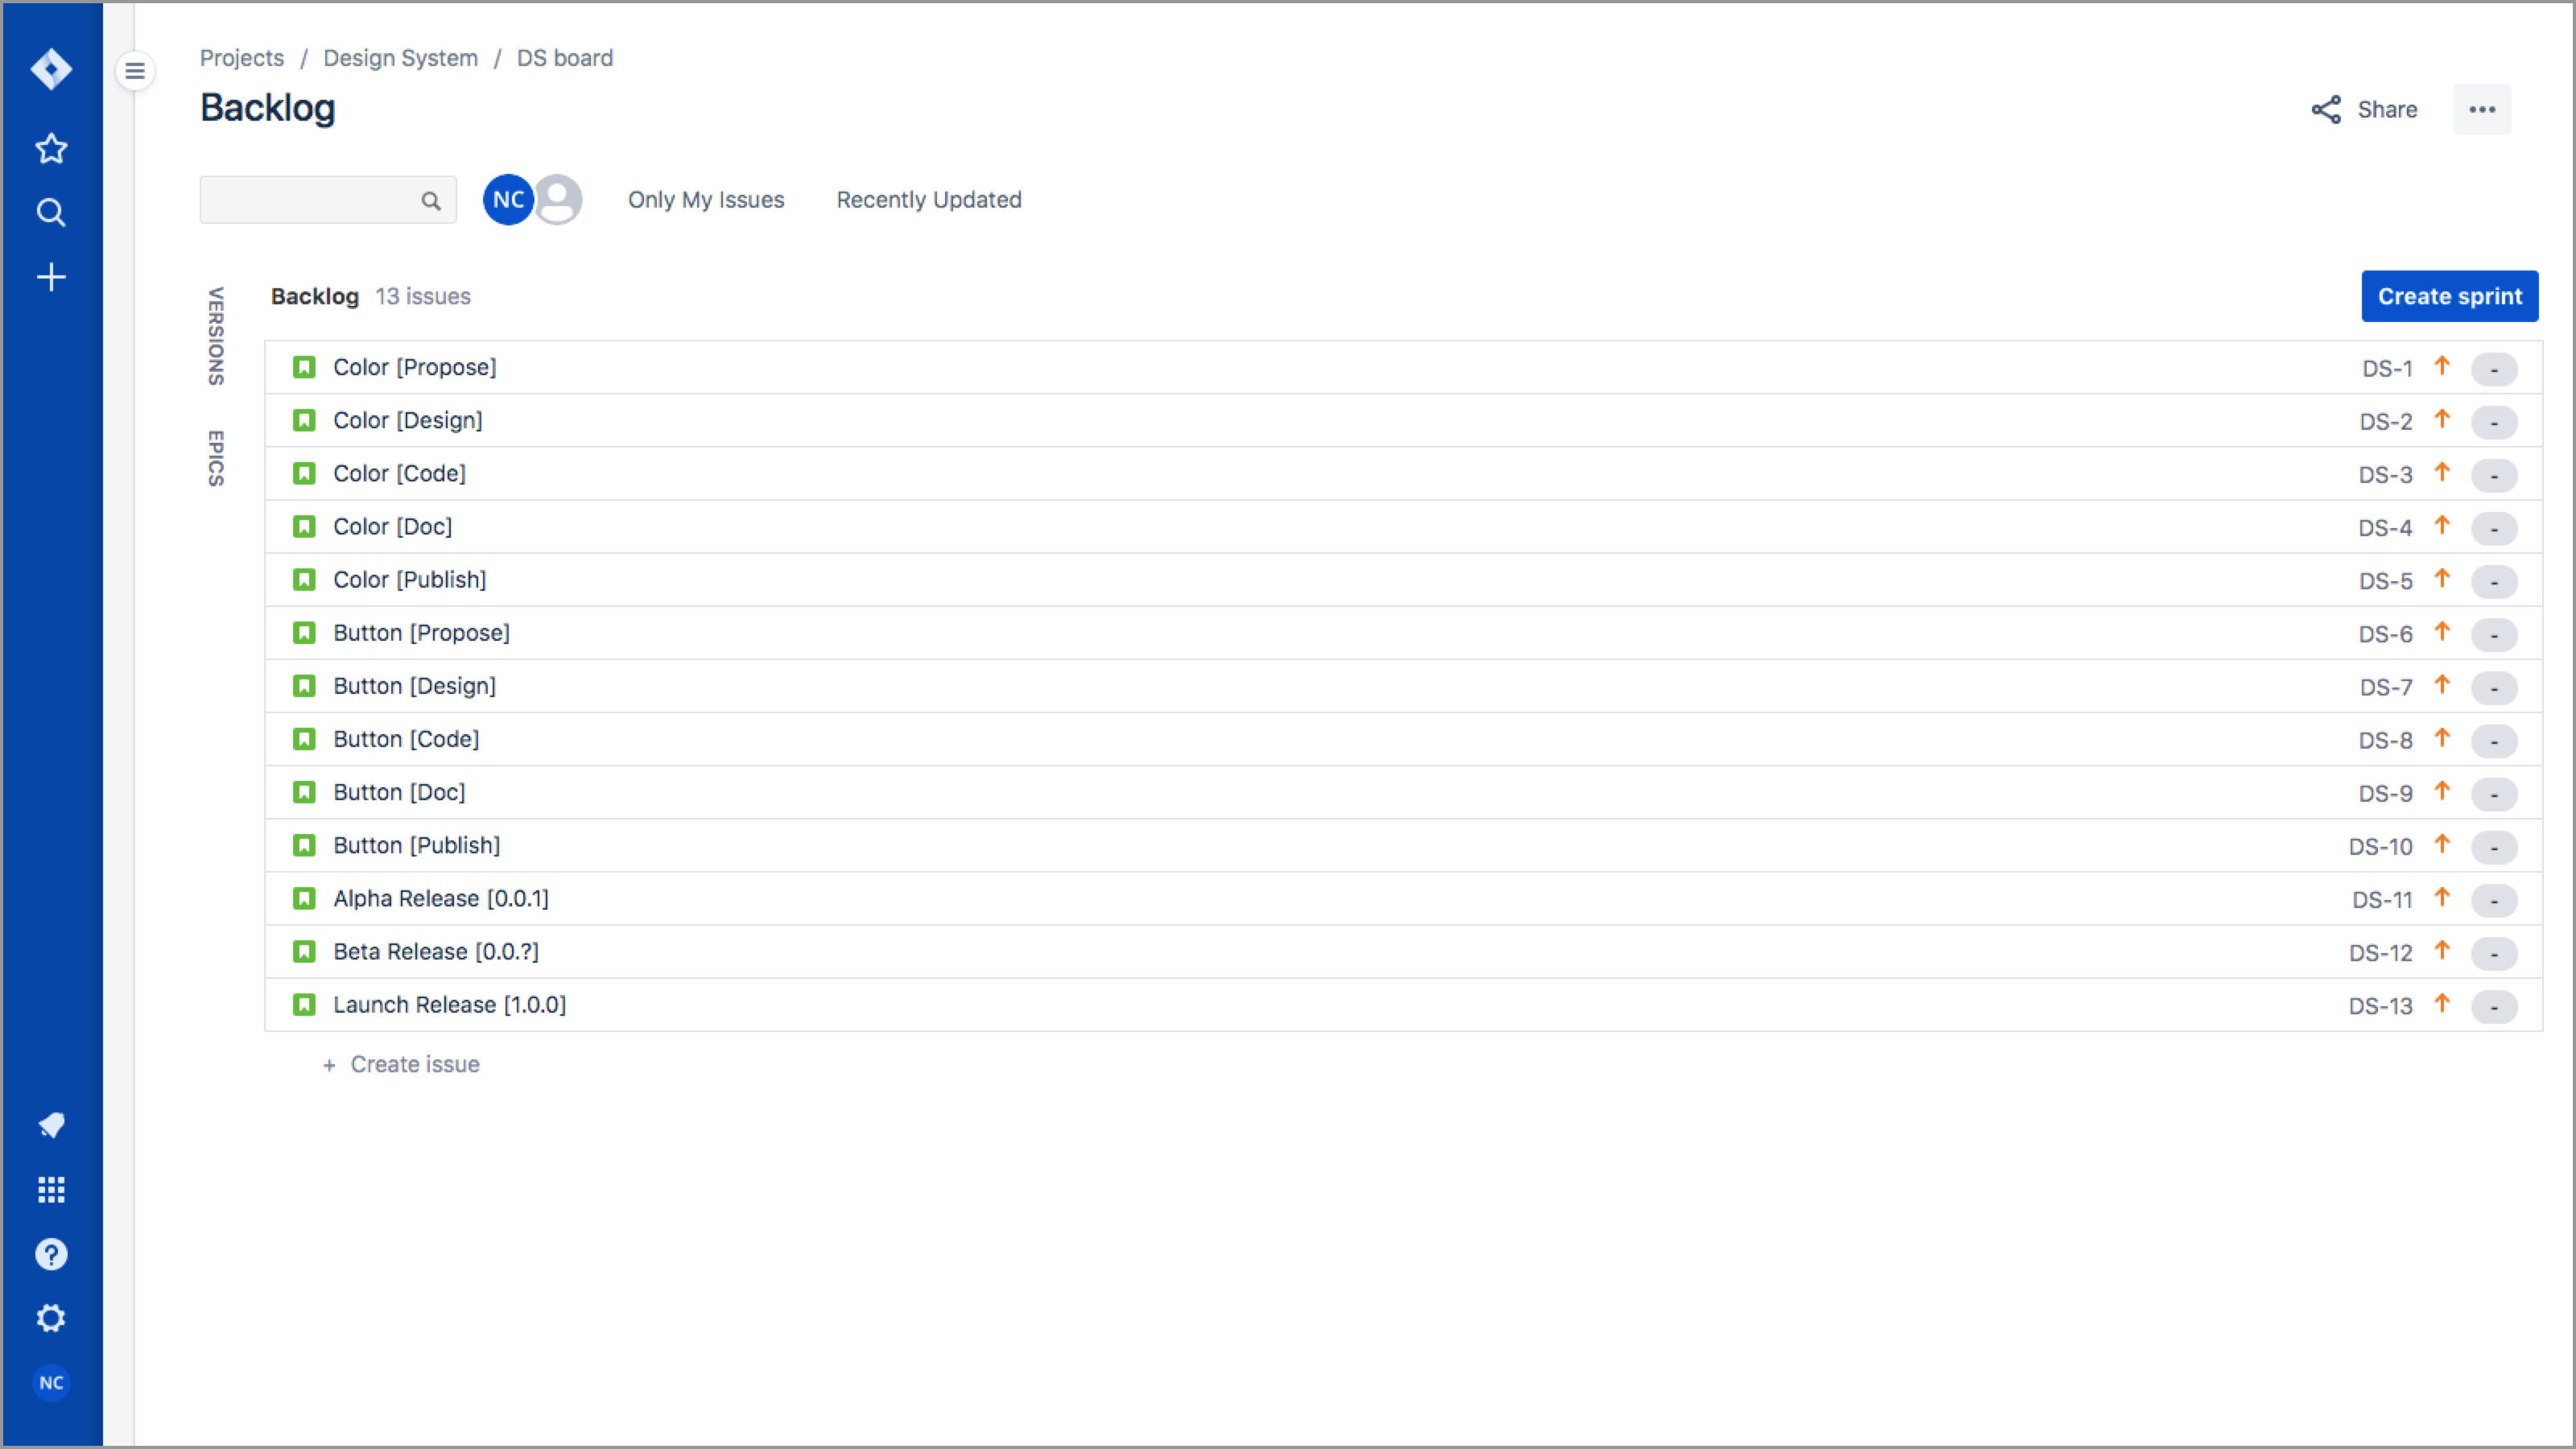 Projects / Design System / DS board
Backlog
Share
NC
Only My Issues
Recently Updated
VERSIONS
EPICS
Backlog 13 issues
Create sprint
Color [Propose] DS-1 -
Color [Design] DS-2 -
Color [Code] DS-3 -
Color [Doc] DS-4 -
Color [Publish] DS-5 -
Button [Propose] DS-6 -
Button [Design] DS-7 -
Button [Code] DS-8 -
Button [Doc] DS-9 -
Button [Publish] DS-10 -
Alpha Release [0.0.1] DS-11 -
Beta Release [0.0.?] DS-12 -
Launch Release [1.0.0] DS-13 -
+ Create issue
NC